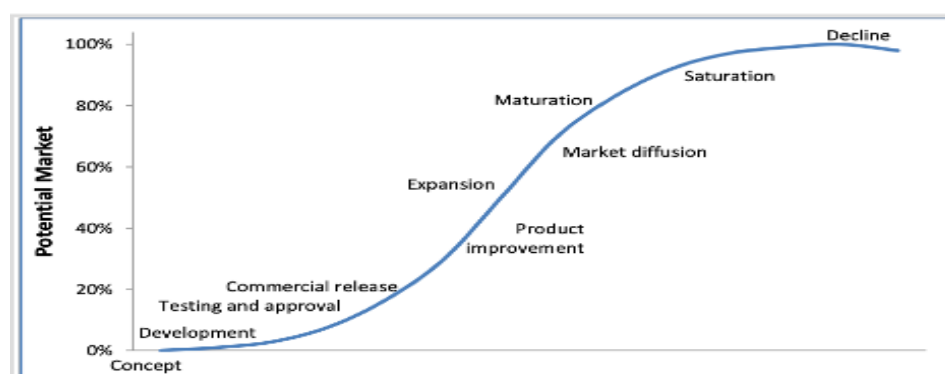 Potential Market
100%
80%
60%
40%
20%
0%
Decline
Saturation
Maturation
Market diffusion
Expansion
Product
improvement
Commercial release
Testing and approval
Development
Concept